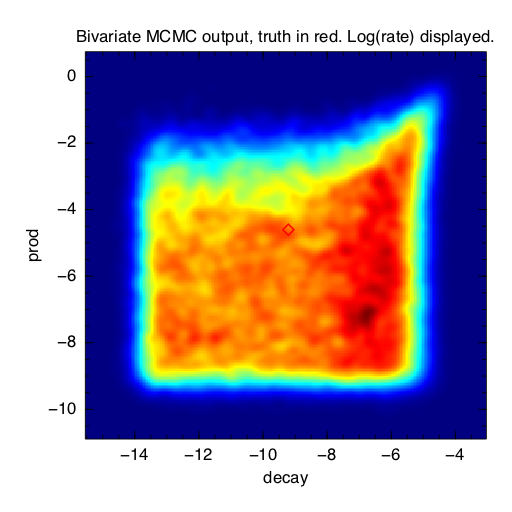 Bivariate MCMC output, truth in red. Log(rate) displayed.
0
−2
−4
−6
−8
−10
prod
−14 −12 −10 −8 −6 −4
decay